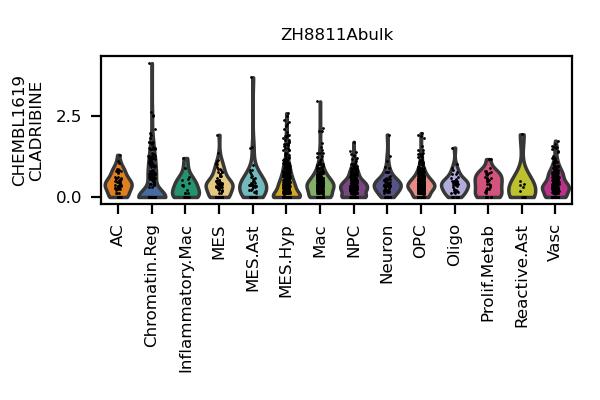 ZH8811Abulk
CHEMBL1619
CLADRIBINE
2.5
0.0
AC
Chromatin.Reg
Inflammatory.Mac
MES
MES.Ast
MES.Hyp
Mac
NPC
Neuron
OPC
Oligo
Prolif.Metab
Reactive.Ast
Vasc